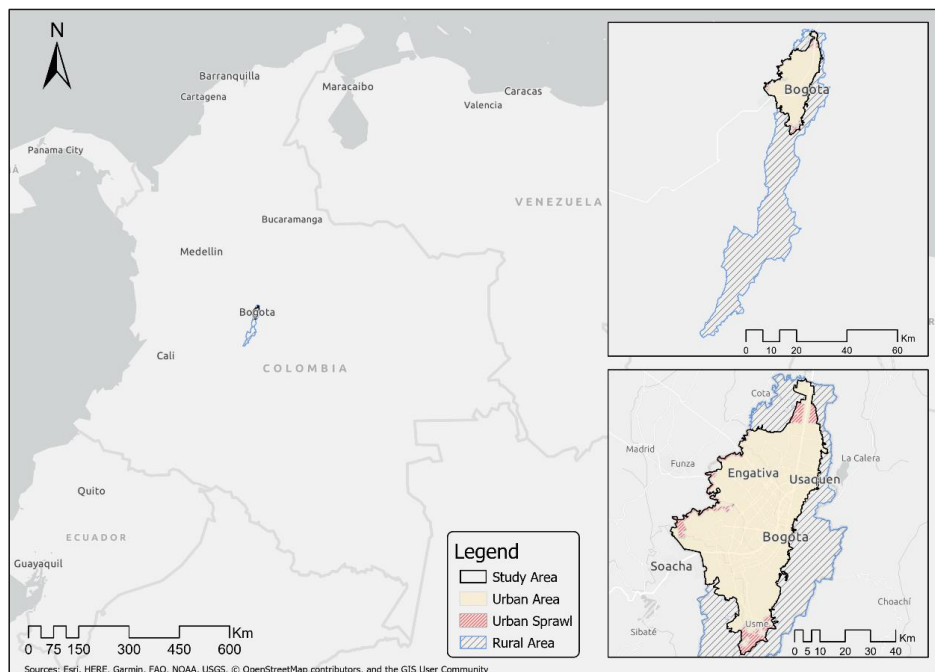 N
Barranquilla
Cartagena
Maracaibo
Caracas
Valencia
Panama City
VENEZUELA
Bucaramanga
Medellin
Bogota
Cali
COLOMBIA
Quito
ECUADOR
Guayaquil
0 75 150 300 450 600 Km
Legend
Study Area
Urban Area
Urban Sprawl
Rural Area
Bogota
Km
0 10 20 40 60
Cota
Madrid
Funza
Engativa
La Calera
Usaquen
Bogota
Soacha
Choachí
Usme
Sibaté
Km
0 5 10 20 30 40
Sources: Esri, HERE, Garmin, FAO, NOAA, USGS, © OpenStreetMap contributors, and the GIS User Community